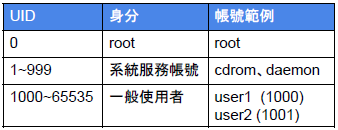 UID 身分 帳號範例
0 root root
1~999 系統服務帳號 cdrom、daemon
1000~65535 一般使用者 user1 (1000)
user2 (1001)